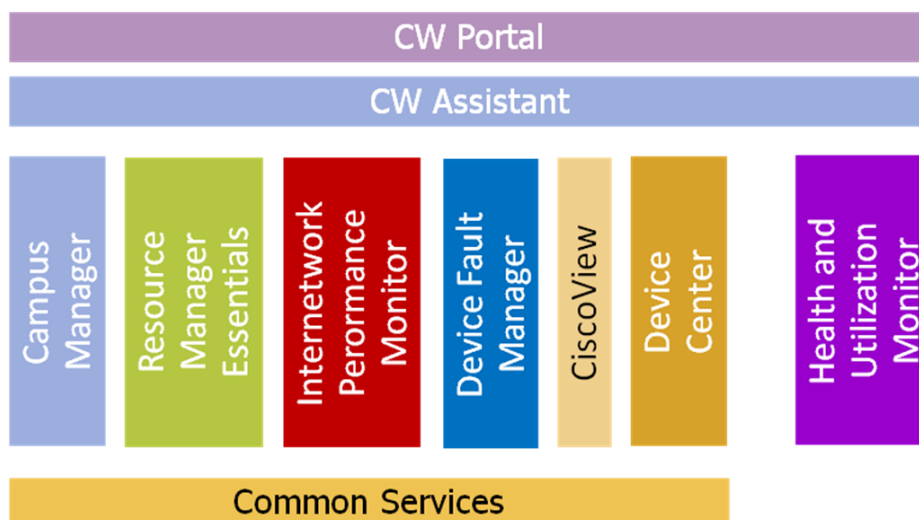 CW Portal
CW Assistant
Campus
Manager
Resource
Manager
Essentials
Internetwork
Perormance
Monitor
Device Fault
Manager
CiscoView
Device
Center
Health and
Utilization
Monitor
Common Services